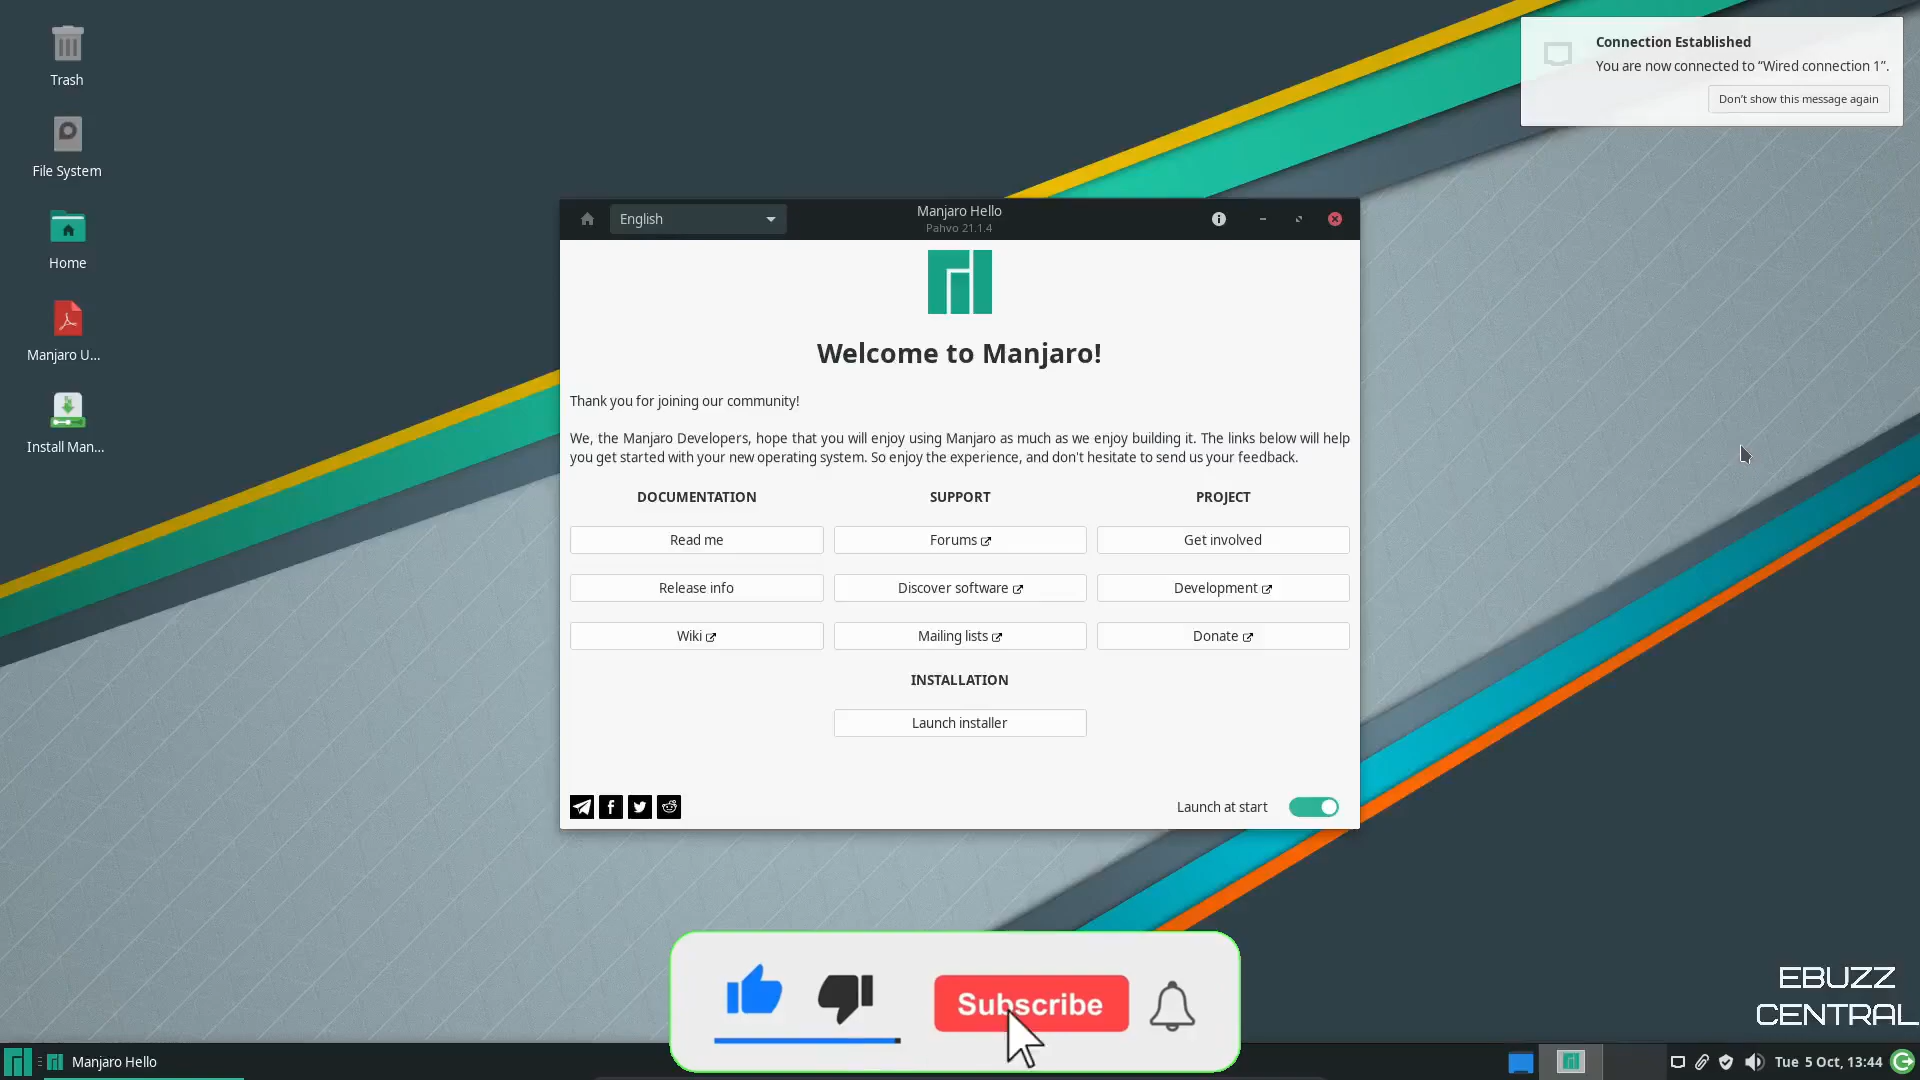 Trash
File System
Home
Manjaro U...
Install Man...
Connection Established
You are now connected to “Wired connection 1”.
Don't show this message again
English
Manjaro Hello
Pahvo 21.1.4
Welcome to Manjaro!
Thank you for joining our community!
We, the Manjaro Developers, hope that you will enjoy using Manjaro as much as we enjoy building it. The links below will help
you get started with your new operating system. So enjoy the experience, and don't hesitate to send us your feedback.
DOCUMENTATION
SUPPORT
PROJECT
Read me
Forums
Get involved
Release info
Discover software
Development
Wiki
Mailing lists
Donate
INSTALLATION
Launch installer
Launch at start
Subscribe
EBUZZ
CENTRAL
Manjaro Hello
Tue 5 Oct, 13:44